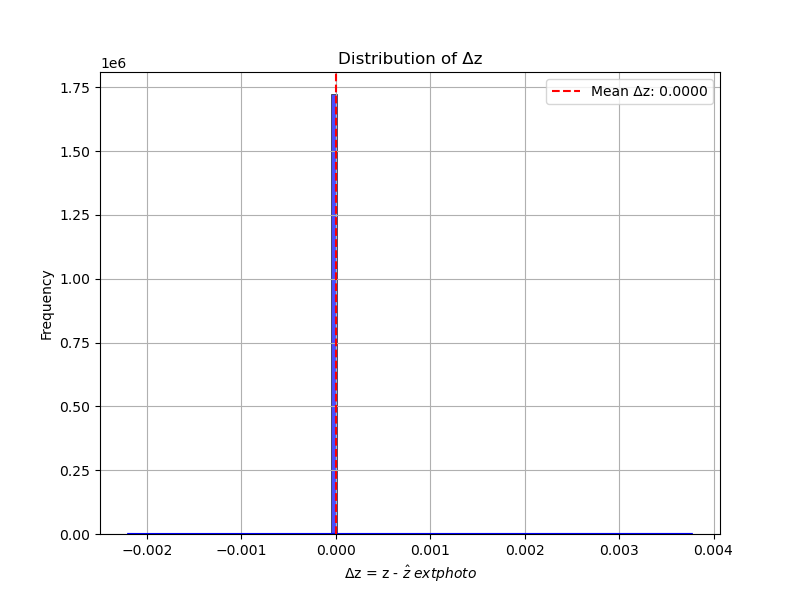 Distribution of Δz
1e6
1.75
1.50
1.25
1.00
0.75
0.50
0.25
0.00
Frequency
Mean Δz: 0.0000
−0.002 −0.001 0.000 0.001 0.002 0.003 0.004
Δz = z - ẑ extphoto